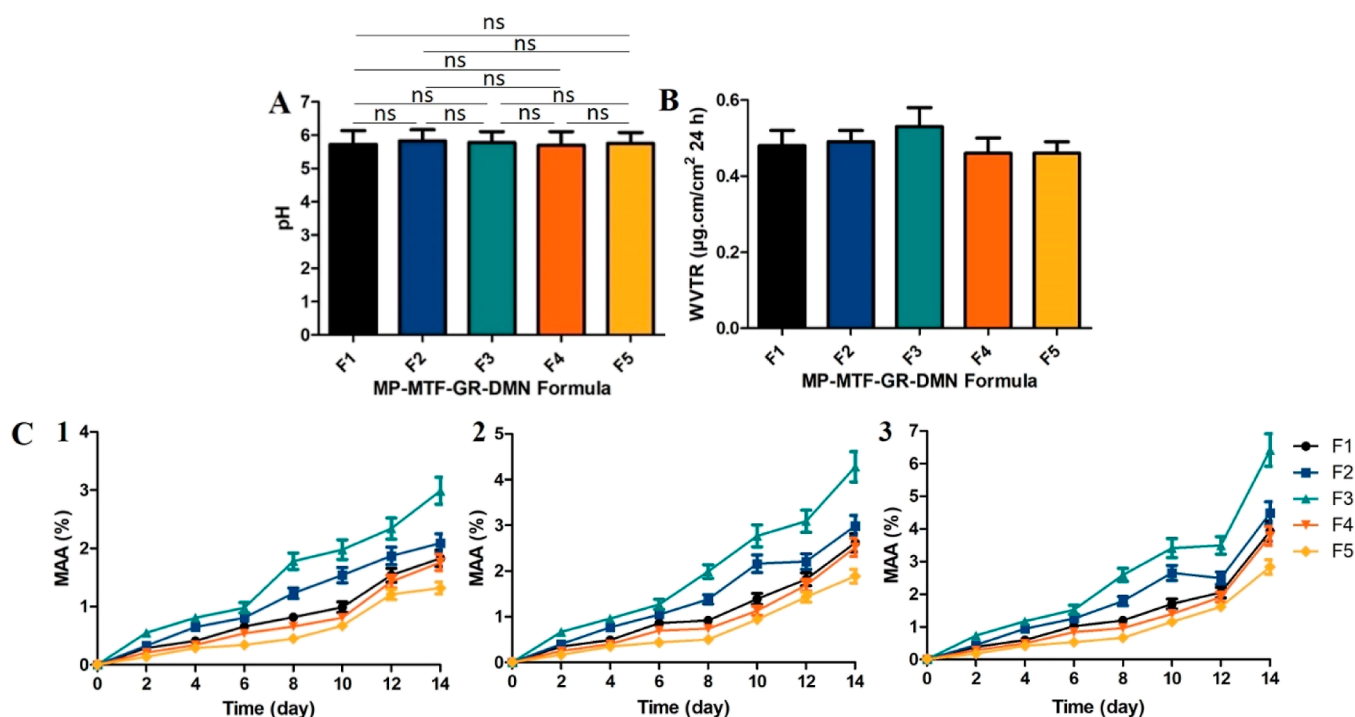 ns
ns
ns
ns
ns
ns
ns
ns
ns
ns
A
pH
7
6
5
4
3
2
1
0
F1
F2
F3
F4
F5
MP-MTF-GR-DMN Formula
B
WVTR (µg.cm/cm² 24 h)
0.6
0.4
0.2
0.0
F1
F2
F3
F4
F5
MP-MTF-GR-DMN Formula
C
1
MAA (%)
4
3
2
1
0
0 2 4 6 8 10 12 14
Time (day)
2
MAA (%)
5
4
3
2
1
0
0 2 4 6 8 10 12 14
Time (day)
3
MAA (%)
7
6
5
4
3
2
1
0
0 2 4 6 8 10 12 14
Time (day)
F1
F2
F3
F4
F5